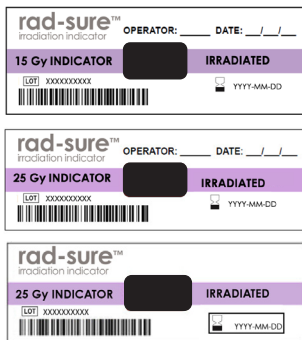 rad-sure™
irradiation indicator
OPERATOR: _____ DATE: __/__/__
15 Gy INDICATOR IRRADIATED
LOT XXXXXXXXXX
YYYY-MM-DD
rad-sure™
irradiation indicator
OPERATOR: _____ DATE: __/__/__
25 Gy INDICATOR IRRADIATED
LOT XXXXXXXXXX
YYYY-MM-DD
rad-sure™
irradiation indicator
25 Gy INDICATOR IRRADIATED
LOT XXXXXXXXXX
YYYY-MM-DD